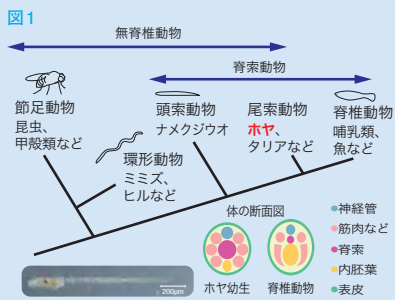 図1
無脊椎動物
脊索動物
節足動物
昆虫、
甲殻類など
環形動物
ミミズ、
ヒルなど
頭索動物
ナメクジウオ
尾索動物
ホヤ、
タリアなど
脊椎動物
哺乳類、
魚など
体の断面図
ホヤ幼生
脊椎動物
神経管
筋肉など
脊索
内胚葉
表皮
200μm